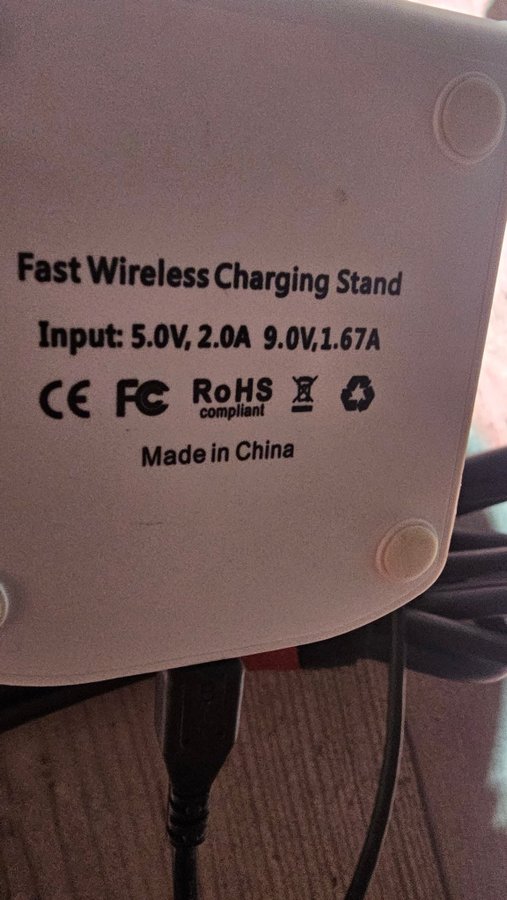 Fast Wireless Charging Stand
Input: 5.0V, 2.0A 9.0V,1.67A
CE FC RoHS
compliant
Made in China